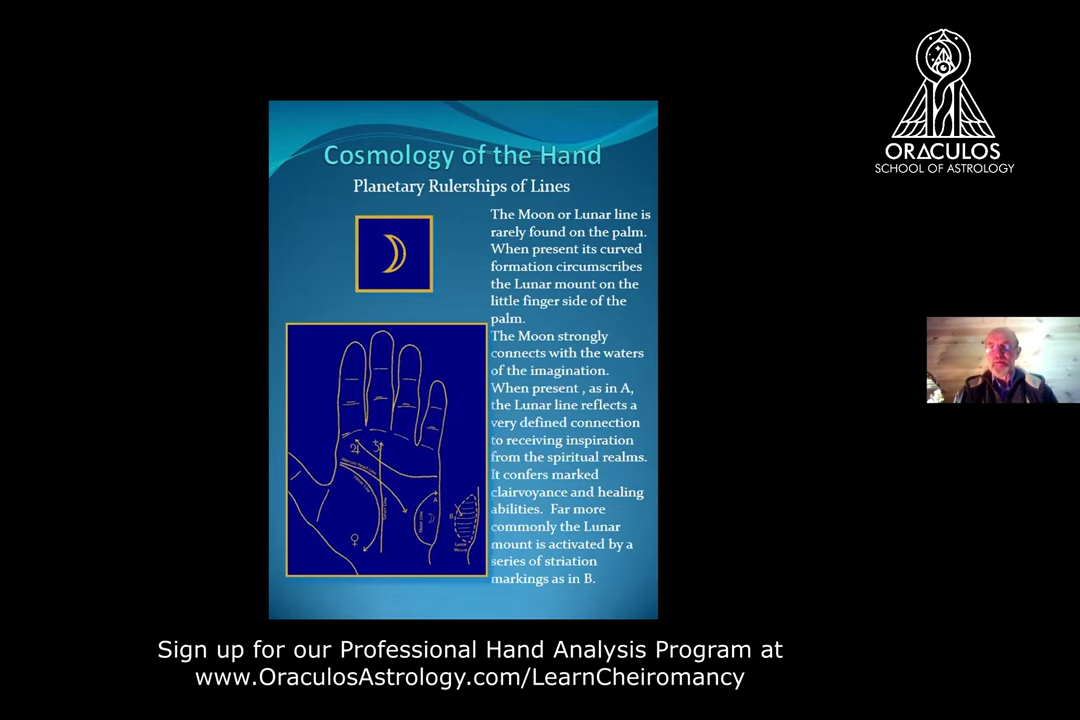 ORACULOS
SCHOOL OF ASTROLOGY
Cosmology of the Hand
Planetary Rulerships of Lines
The Moon or Lunar line is
rarely found on the palm.
When present its curved
formation circumscribes
the Lunar mount on the
little finger side of the
palm.
The Moon strongly
connects with the waters
of the imagination.
When present , as in A,
the Lunar line reflects a
very defined connection
to receiving inspiration
from the spiritual realms.
It confers marked
clairvoyance and healing
abilities. Far more
commonly the Lunar
mount is activated by a
series of striation
markings as in B.
A
B
Moon Line
Lunar
Mount
Sign up for our Professional Hand Analysis Program at
www.OraculosAstrology.com/LearnCheiromancy